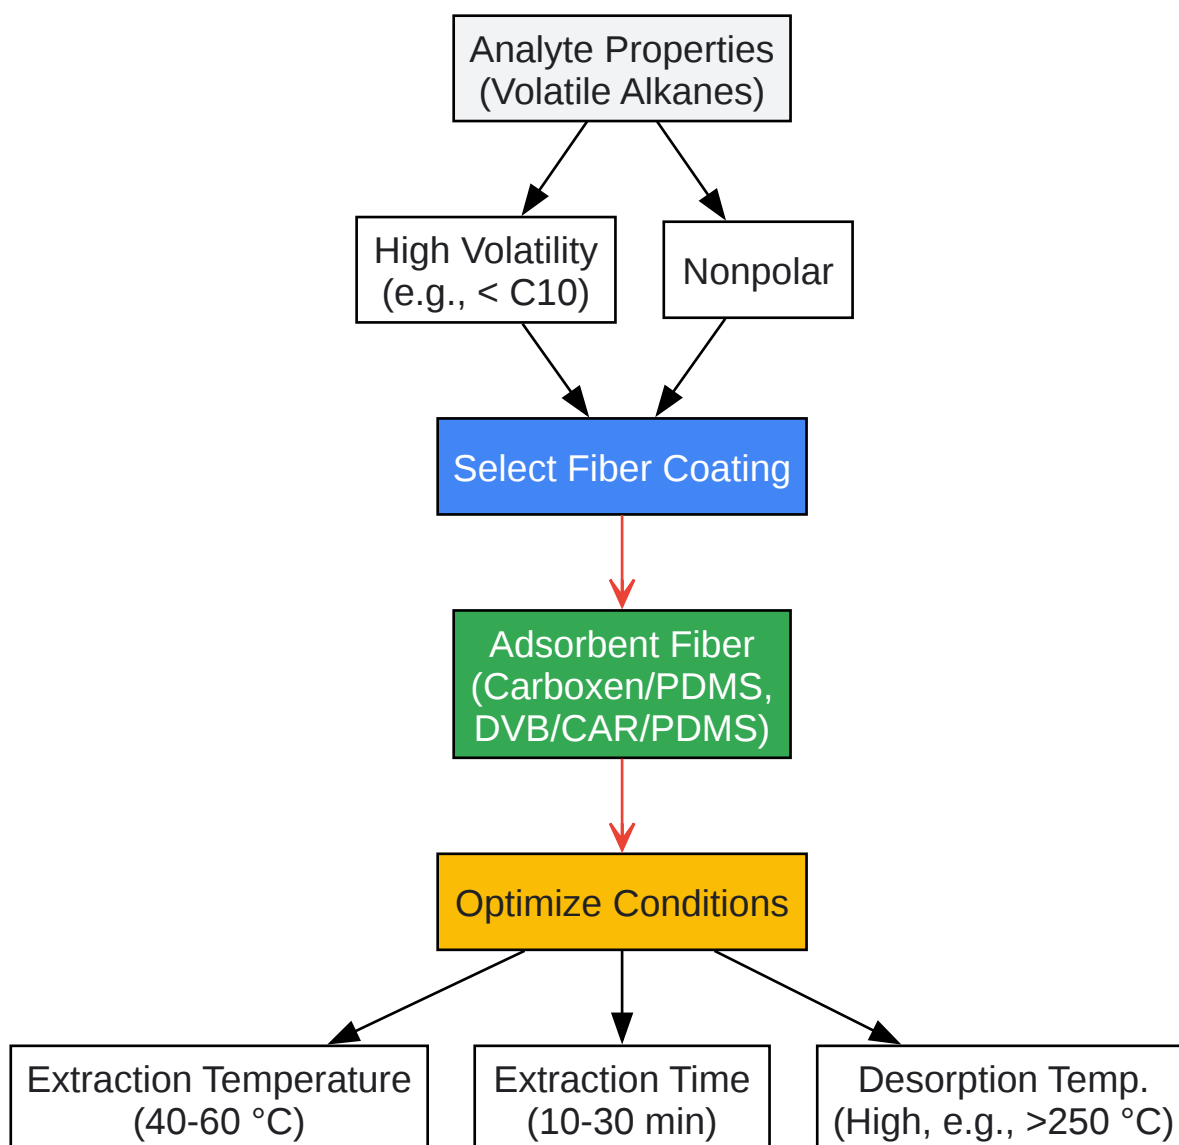 Analyte Properties
(Volatile Alkanes)
High Volatility
(e.g., < C10)
Nonpolar
Select Fiber Coating
Adsorbent Fiber
(Carboxen/PDMS,
DVB/CAR/PDMS)
Optimize Conditions
Extraction Temperature
(40-60 °C)
Extraction Time
(10-30 min)
Desorption Temp.
(High, e.g., >250 °C)